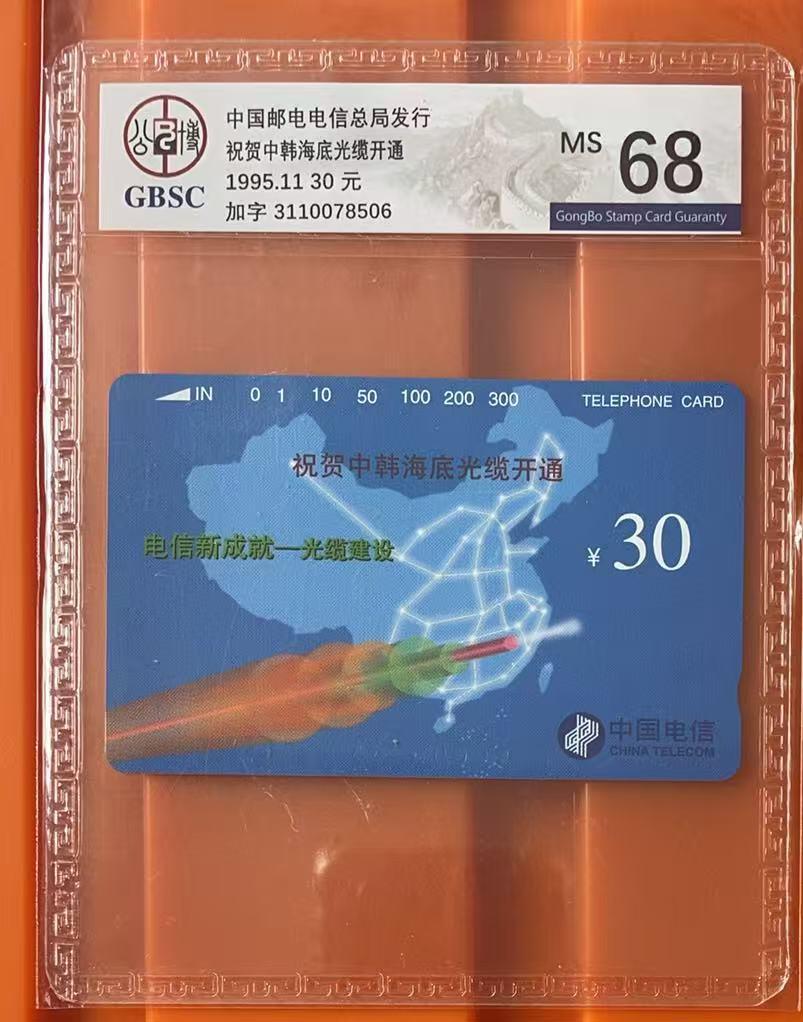 公博
GBSC
中国邮电电信总局发行
祝贺中韩海底光缆开通
1995.11 30 元
加字 3110078506
MS 68
GongBo Stamp Card Guaranty
IN 0 1 10 50 100 200 300 TELEPHONE CARD
祝贺中韩海底光缆开通
电信新成就—光缆建设
¥30
中国电信
CHINA TELECOM